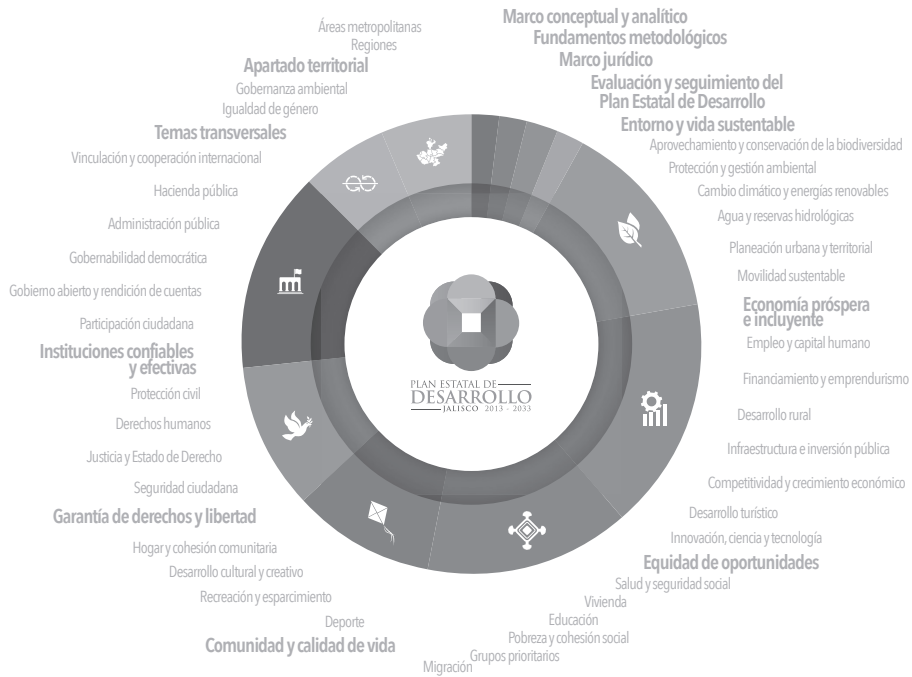 Marco conceptual y analítico
Fundamentos metodológicos
Marco jurídico
Evaluación y seguimiento del
Plan Estatal de Desarrollo
Entorno y vida sustentable
Aprovechamiento y conservación de la biodiversidad
Protección y gestión ambiental
Cambio climático y energías renovables
Agua y reservas hidrológicas
Planeación urbana y territorial
Movilidad sustentable
Economía próspera
e incluyente
Empleo y capital humano
Financiamiento y emprendurismo
Desarrollo rural
Infraestructura e inversión pública
Competitividad y crecimiento económico
Desarrollo turístico
Innovación, ciencia y tecnología
Equidad de oportunidades
Salud y seguridad social
Vivienda
Educación
Pobreza y cohesión social
Grupos prioritarios
Migración
Comunidad y calidad de vida
Deporte
Recreación y esparcimiento
Desarrollo cultural y creativo
Hogar y cohesión comunitaria
Garantía de derechos y libertad
Seguridad ciudadana
Justicia y Estado de Derecho
Derechos humanos
Protección civil
Instituciones confiables
y efectivas
Participación ciudadana
Gobierno abierto y rendición de cuentas
Gobernabilidad democrática
Administración pública
Hacienda pública
Vinculación y cooperación internacional
Temas transversales
Igualdad de género
Gobernanza ambiental
Apartado territorial
Regiones
Áreas metropolitanas
PLAN ESTATAL DE
DESARROLLO
JALISCO 2013 - 2033